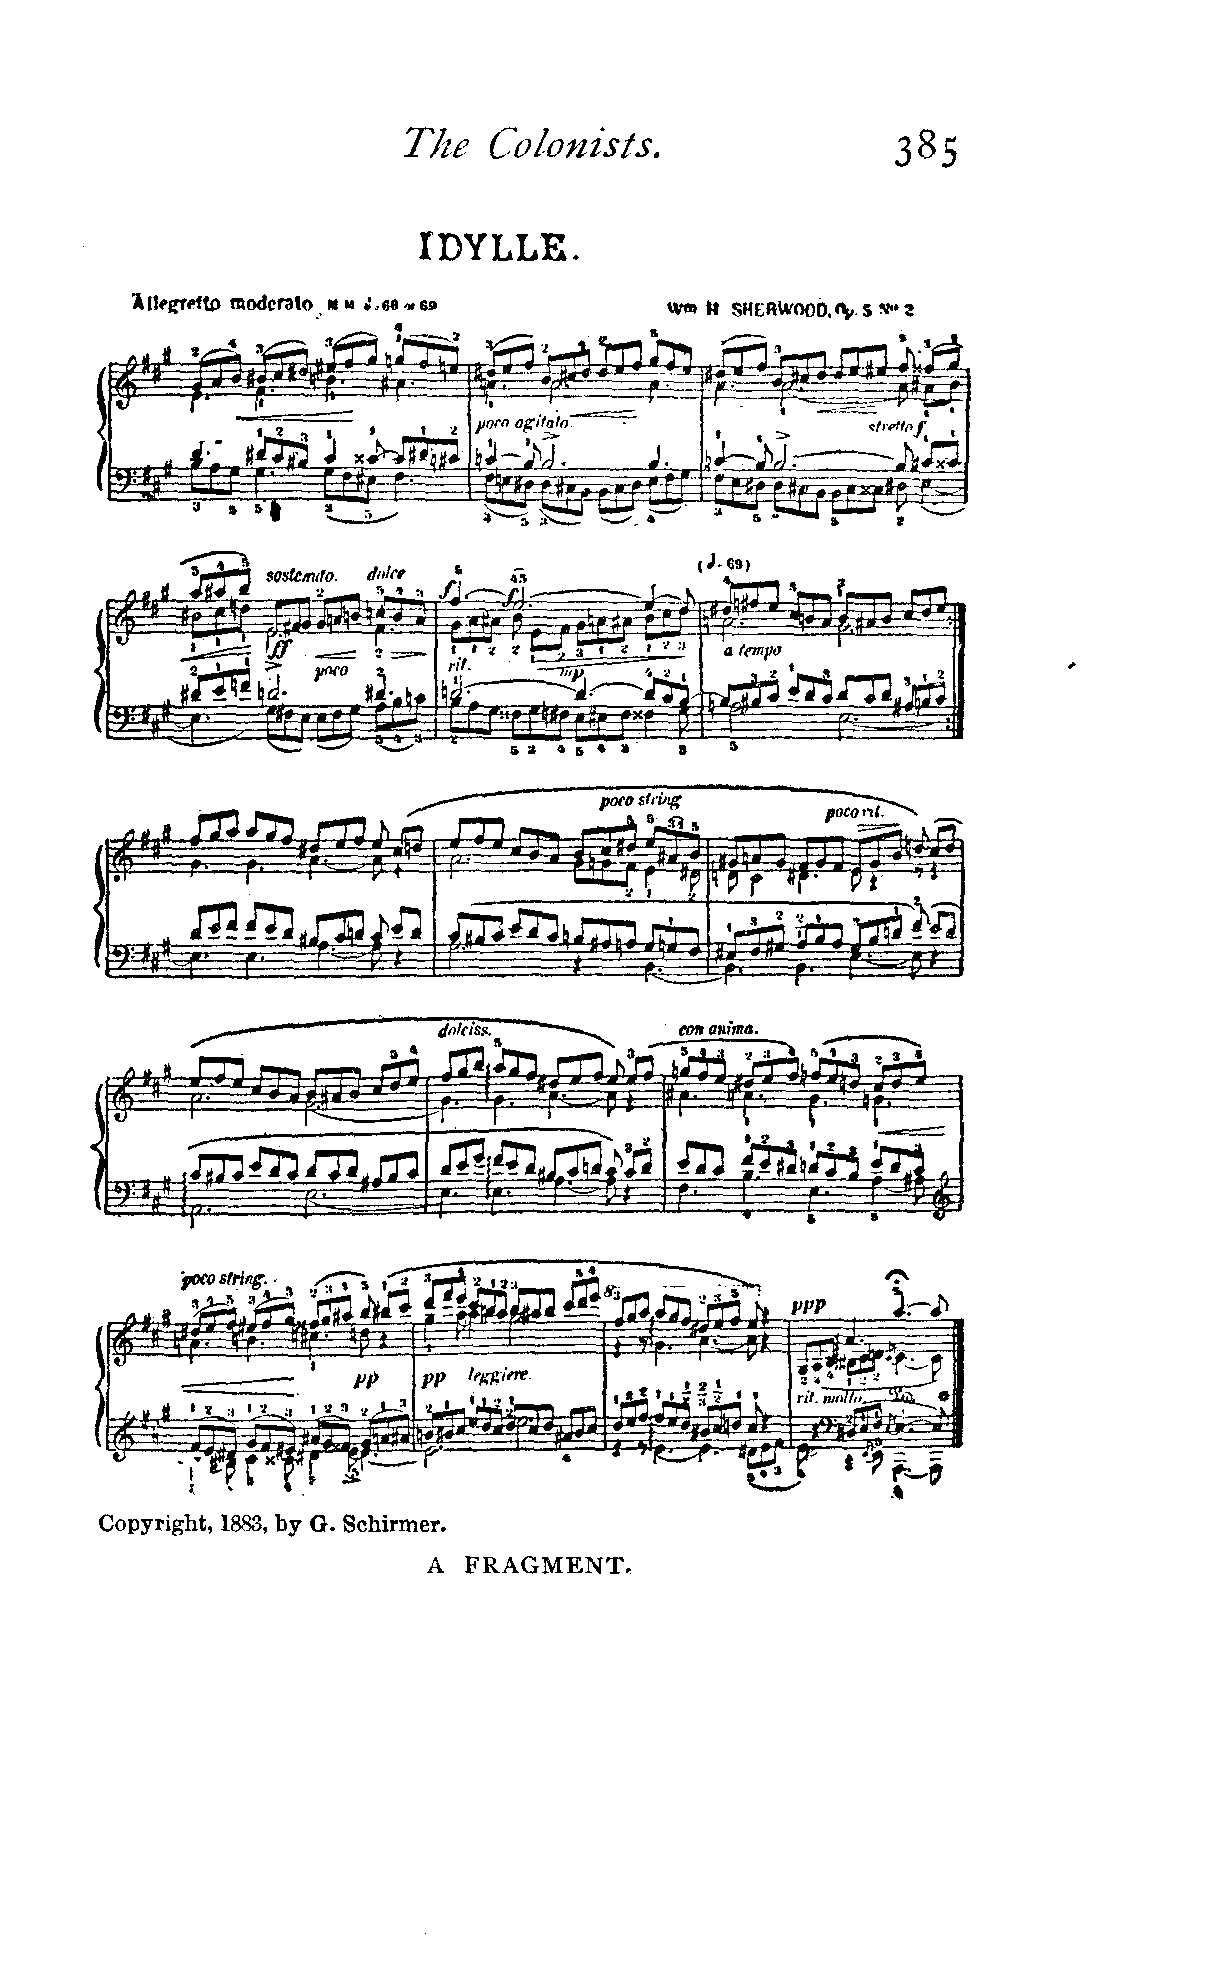 The Colonists. 385
IDYLLE.
Allegretto moderato M M ♩. 68 69
Wm H SHERWOOD, Op. 5 No 2
poco agitato. stretto f
sostenuto. dolce (♩. 69)
ff poco rit. mp a tempo
poco string poco rit.
dolciss. con anima.
poco string. ppp
pp pp leggiere.
rit. molto.
Copyright, 1883, by G. Schirmer.
A FRAGMENT.